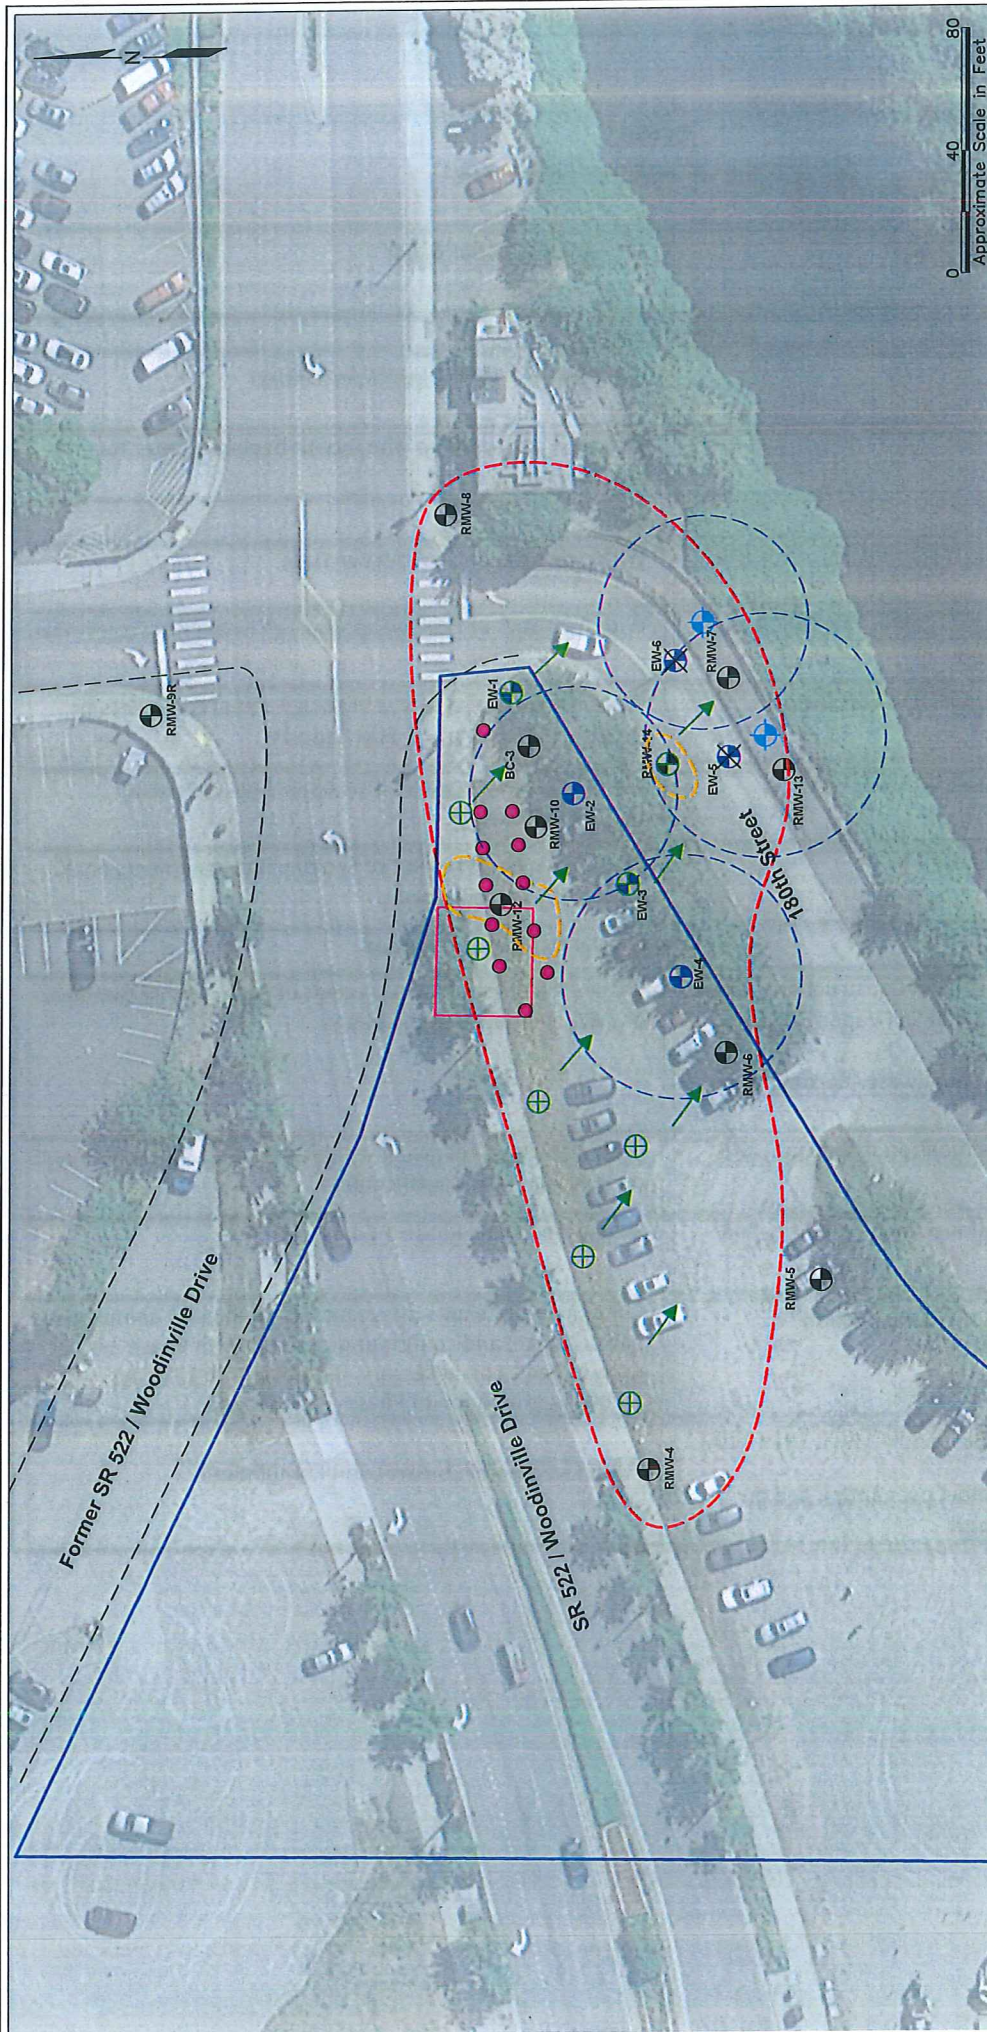 N
RMW-9R
Former SR 522 / Woodinville Drive
SR 522 / Woodinville Drive
RMW-8
EW-1
BC-3
RMW-10
EW-2
RMW-12
EW-3
EW-4
EW-6
RMW-7
RMW-14
EW-5
RMW-13
180th Street
RMW-6
RMW-5
RMW-4
0 40 80
Approximate Scale in Feet